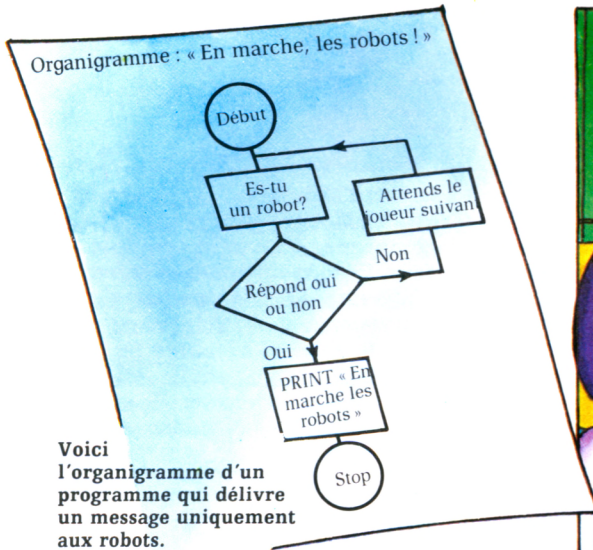 Organigramme : « En marche, les robots ! »
Début
Es-tu
un robot?
Attends le
joueur suivan
Non
Répond oui
ou non
Oui
PRINT « En
marche les
robots »
Stop
Voici
l'organigramme d'un
programme qui délivre
un message uniquement
aux robots.